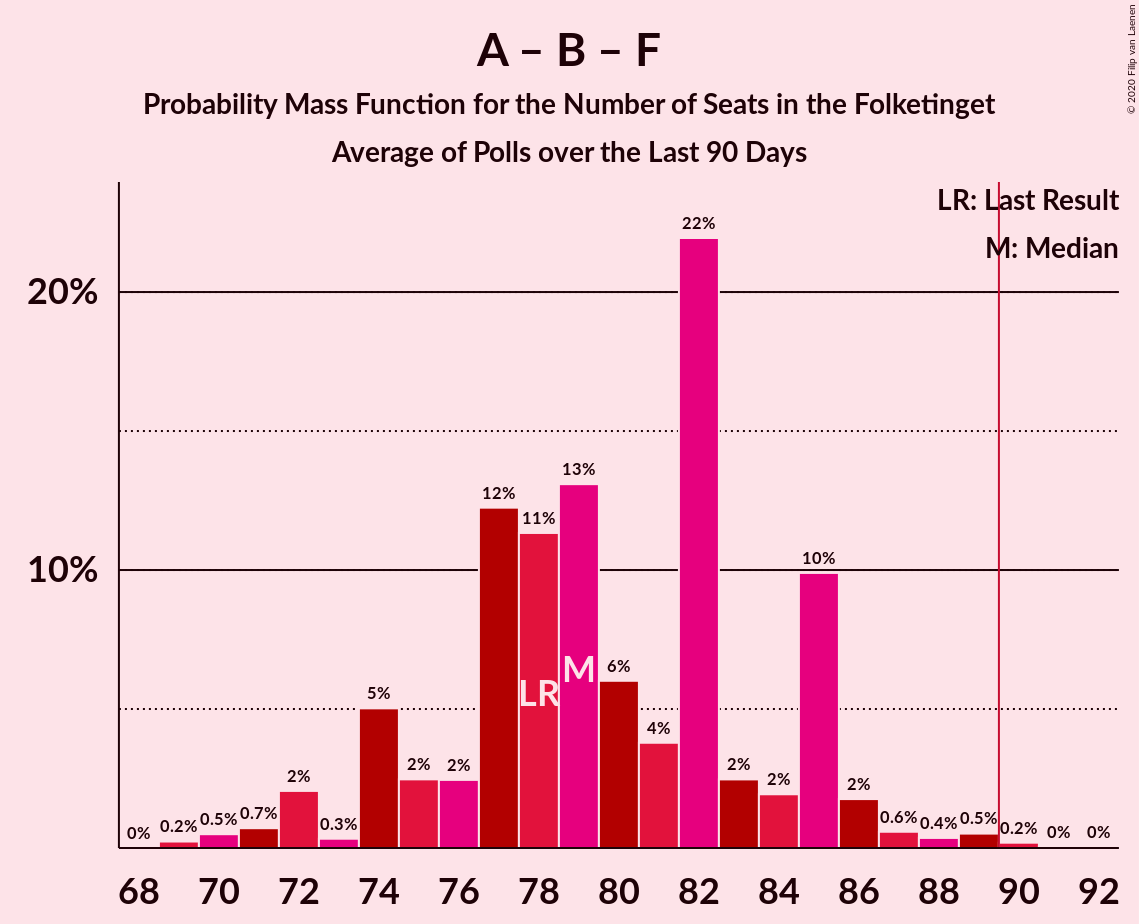 A – B – F
Probability Mass Function for the Number of Seats in the Folketinget
Average of Polls over the Last 90 Days
© 2020 Filip van Laenen
LR: Last Result
M: Median
20%
10%
0% 0.2% 0.5% 0.7% 2% 0.3% 5% 2% 2% 12% 11% 13% 6% 4% 22% 2% 2% 10% 2% 0.6% 0.4% 0.5% 0.2% 0% 0%
LR M
68 70 72 74 76 78 80 82 84 86 88 90 92